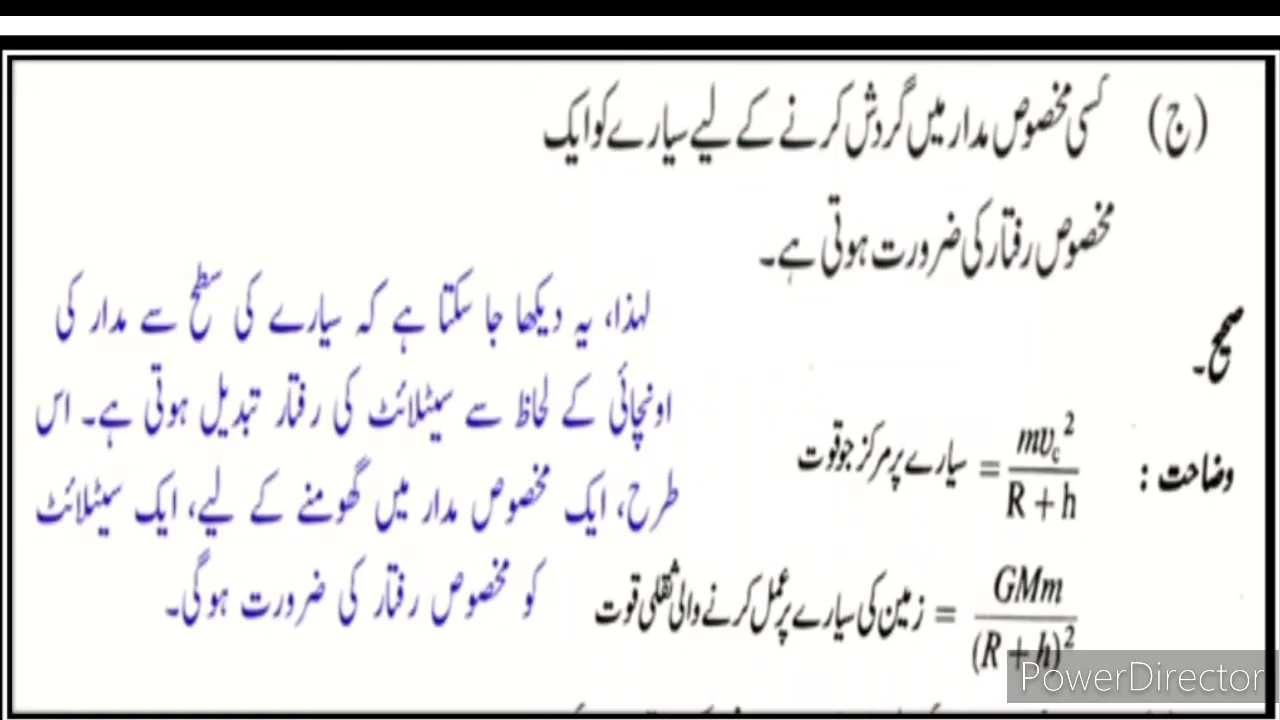 (ج) کسی مخصوص مدار میں گردش کرنے کے لیے سیارے کو ایک
مخصوص رفتار کی ضرورت ہوتی ہے۔
صحیح۔
وضاحت : سیارے پر مرکز جو قوت = mv_c^2 / (R + h)
زمین کی سیارے پر عمل کرنے والی ثقلی قوت = GMm / (R + h)^2
لہذا، یہ دیکھا جا سکتا ہے کہ سیارے کی سطح سے مدار کی
اونچائی کے لحاظ سے سیٹلائٹ کی رفتار تبدیل ہوتی ہے۔ اس
طرح، ایک مخصوص مدار میں گھومنے کے لیے، ایک سیٹلائٹ
کو مخصوص رفتار کی ضرورت ہوگی۔
PowerDirector